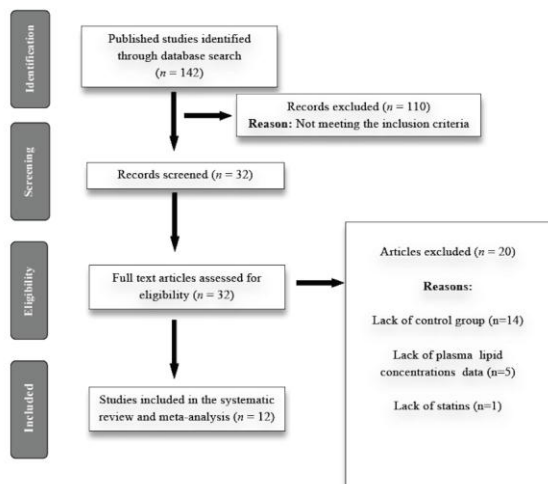 Identification
Published studies identified
through database search
(n = 142)
Records excluded (n = 110)
Reason: Not meeting the inclusion criteria
Screening
Records screened (n = 32)
Eligibility
Full text articles assessed for
eligibility (n = 32)
Articles excluded (n = 20)
Reasons:
Lack of control group (n=14)
Lack of plasma lipid
concentrations data (n=5)
Lack of statins (n=1)
Included
Studies included in the systematic
review and meta-analysis (n = 12)